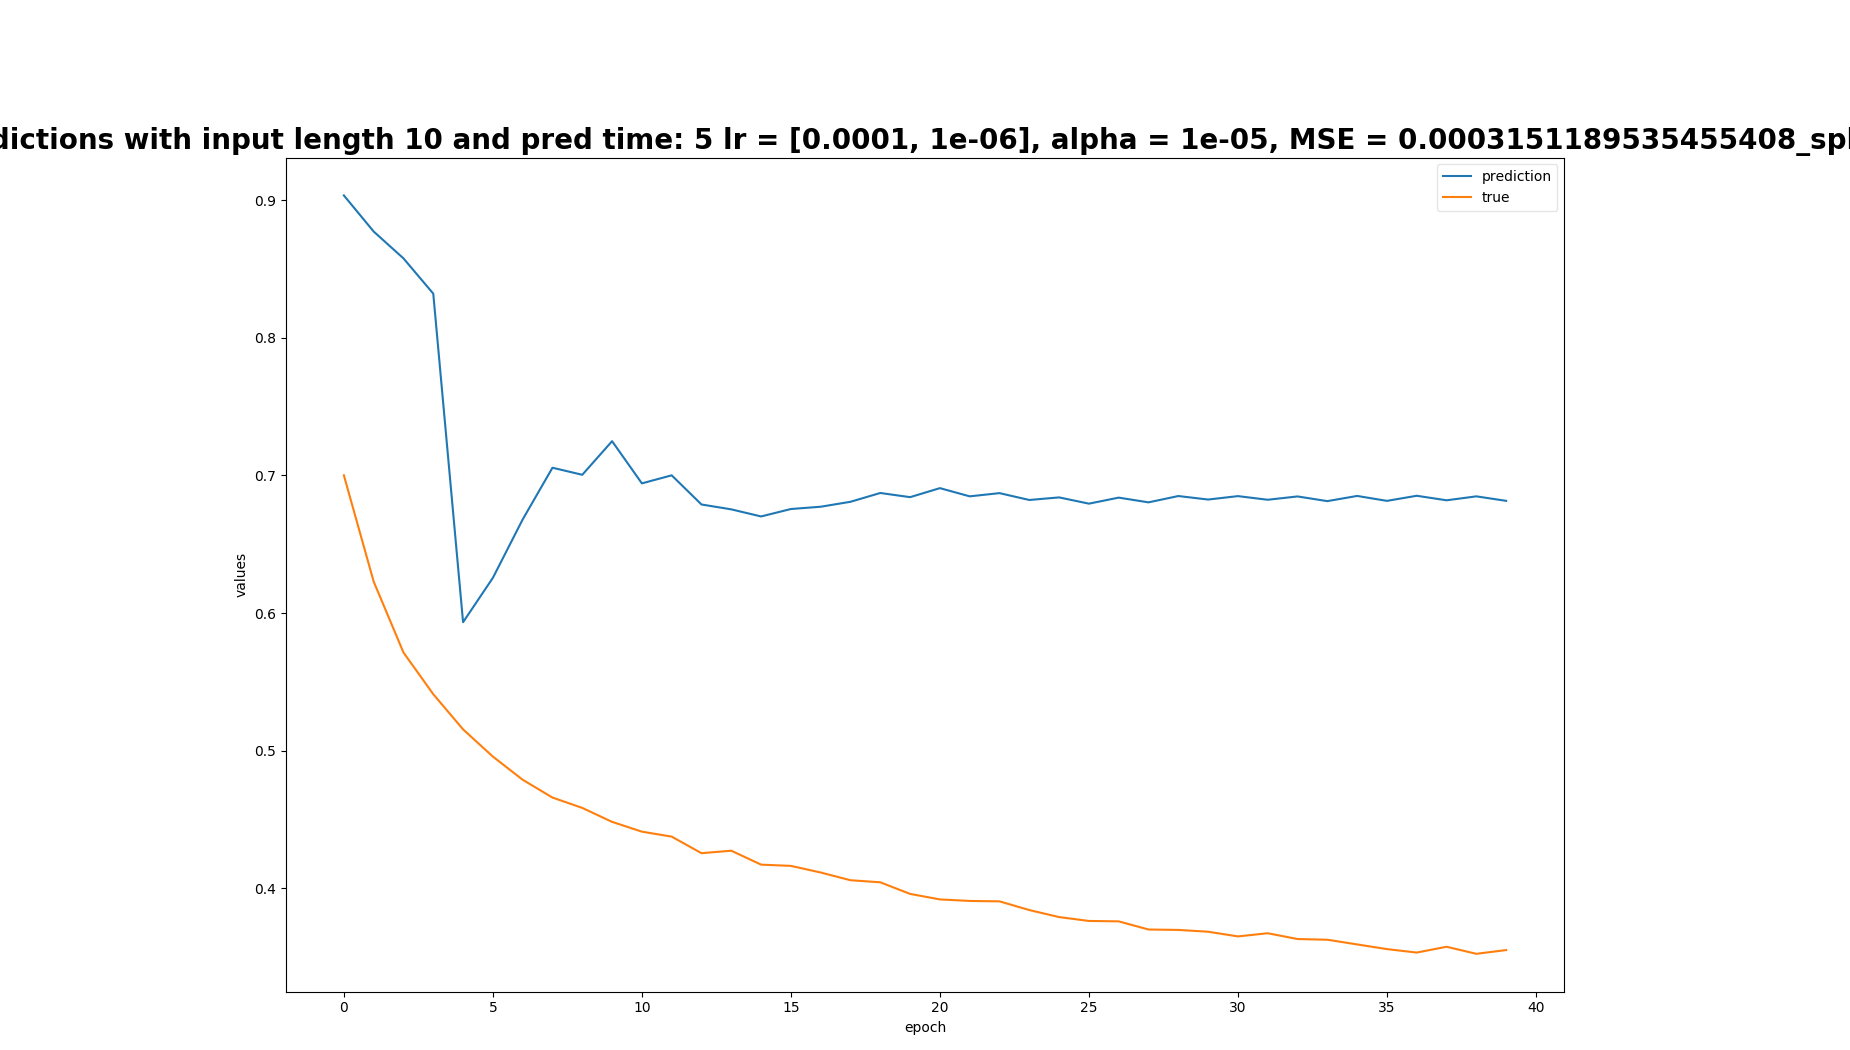 with input length 10 and pred time: 5 lr = [0.0001, 1e-06], alpha = 1e-05, MSE = 0.0003151189535455408
prediction
true
0.9
0.8
0.7
0.6
0.5
0.4
values
0 5 10 15 20 25 30 35 40
epoch